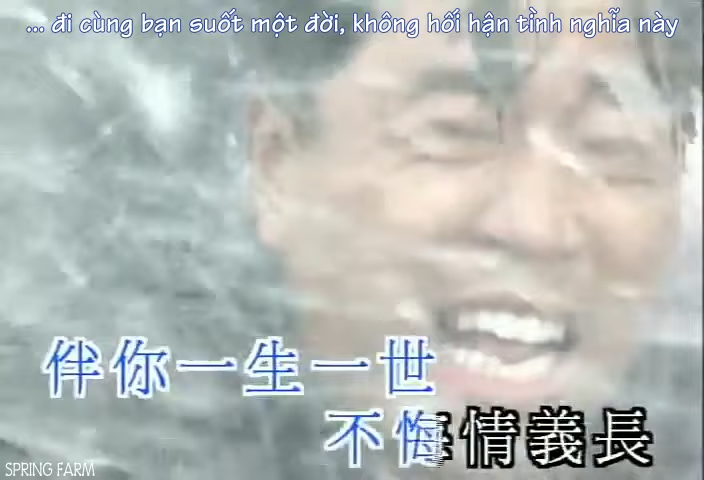 ... đi cùng bạn suốt một đời, không hối hận tình nghĩa này
伴你一生一世
不悔情義長
SPRING FARM